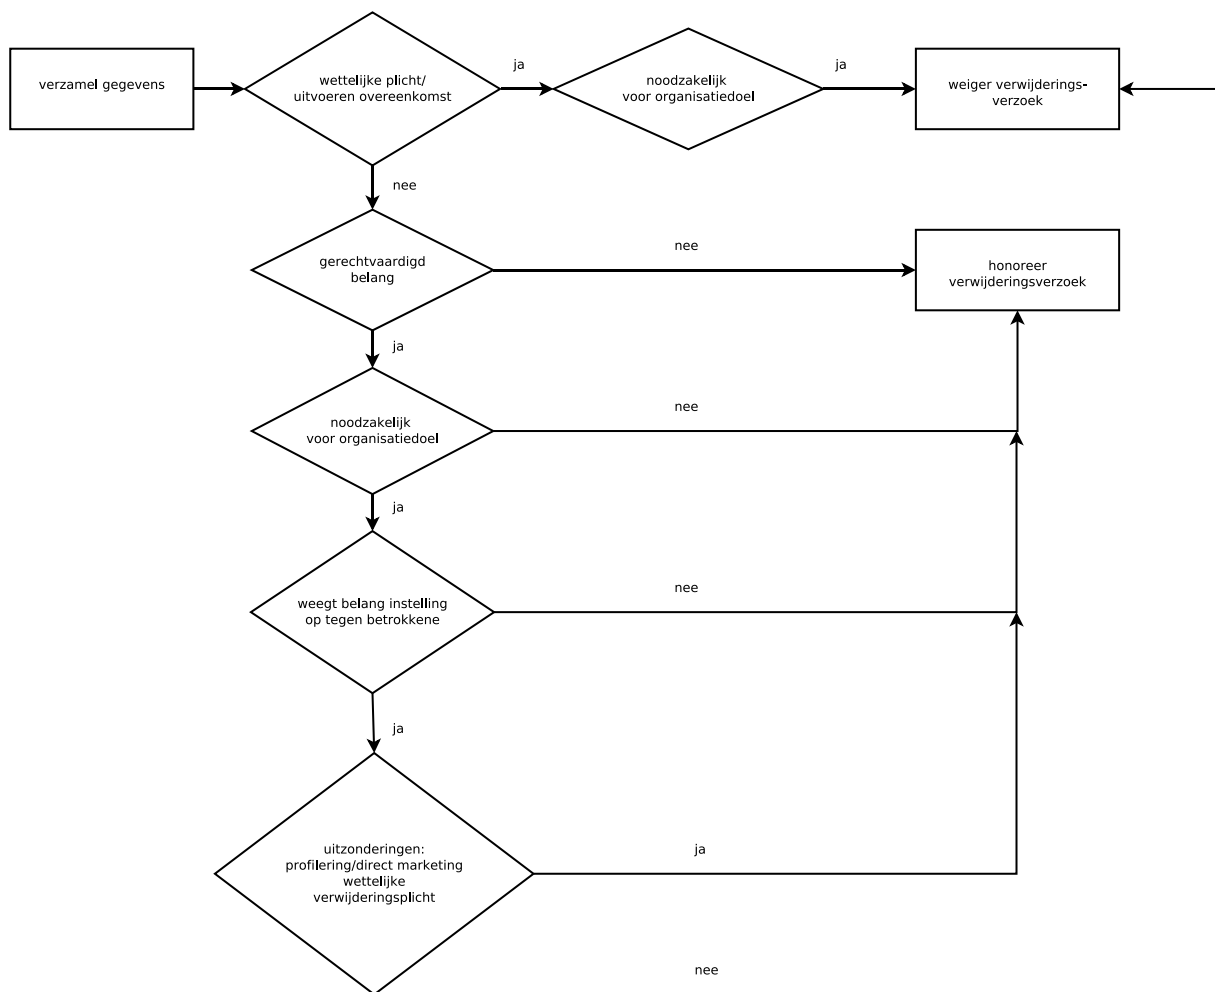 verzamel gegevens
wettelijke plicht/
uitvoeren overeenkomst
ja
noodzakelijk
voor organisatiedoel
ja
weiger verwijderings-
verzoek
nee
gerechtvaardigd
belang
nee
honoreer
verwijderingsverzoek
ja
noodzakelijk
voor organisatiedoel
nee
ja
weegt belang instelling
op tegen betrokkene
nee
ja
uitzonderingen:
profilering/direct marketing
wettelijke
verwijderingsplicht
ja
nee